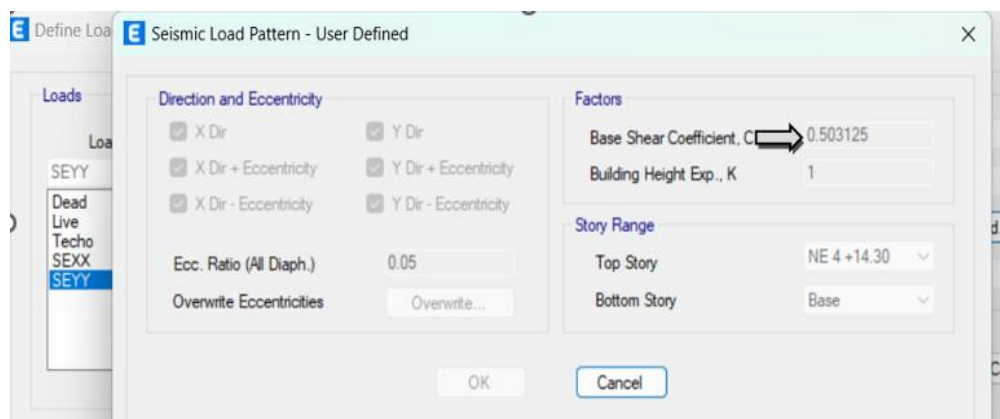 E Define Loa
E Seismic Load Pattern - User Defined
Loads
Loa
SEYY
Dead
Live
Techo
SEXX
SEYY
Direction and Eccentricity
X Dir
Y Dir
X Dir + Eccentricity
Y Dir + Eccentricity
X Dir - Eccentricity
Y Dir - Eccentricity
Ecc. Ratio (All Diaph.)
0.05
Overwrite Eccentricities
Overwrite...
Factors
Base Shear Coefficient, C
0.503125
Building Height Exp., K
1
Story Range
Top Story
NE 4 +14.30
Bottom Story
Base
OK
Cancel